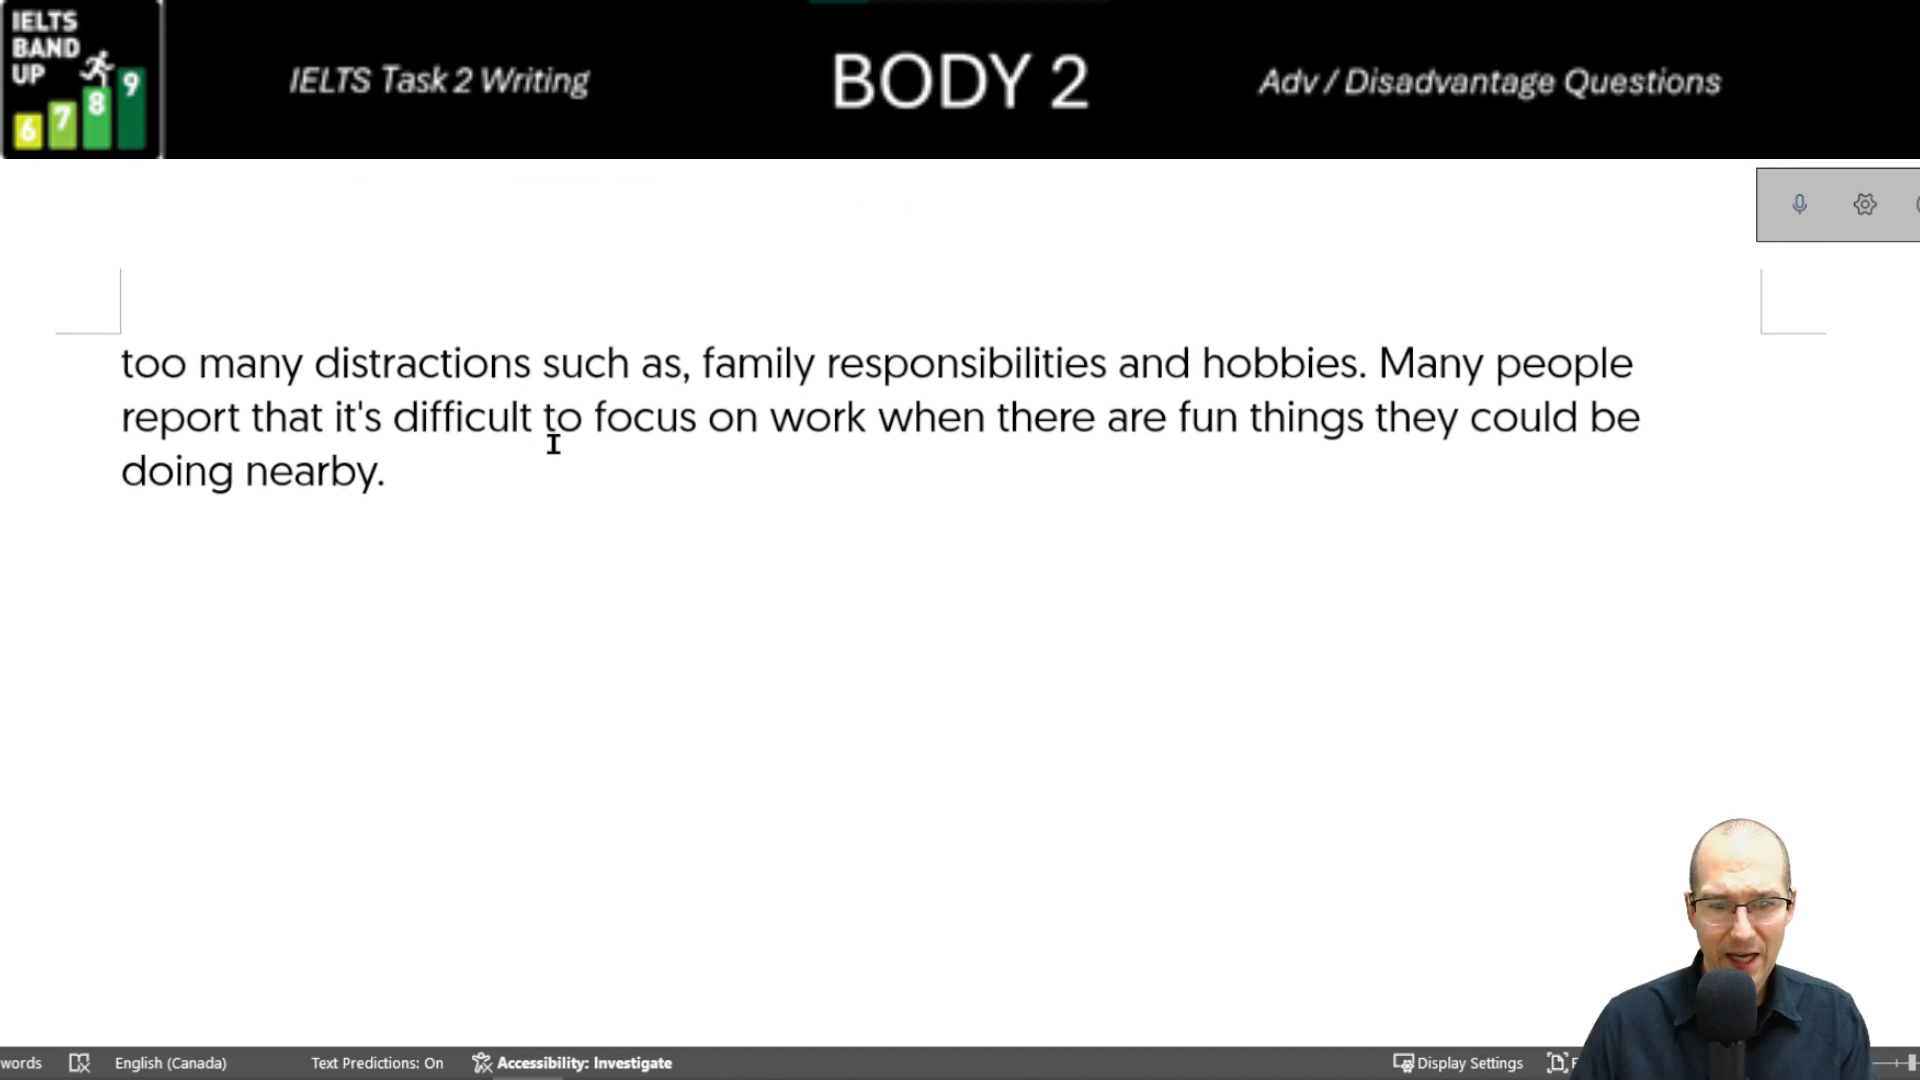 IELTS
BAND
UP
6 7 8 9
IELTS Task 2 Writing
BODY 2
Adv / Disadvantage Questions
too many distractions such as, family responsibilities and hobbies. Many people
report that it's difficult to focus on work when there are fun things they could be
doing nearby.
words
English (Canada)
Text Predictions: On
Accessibility: Investigate
Display Settings